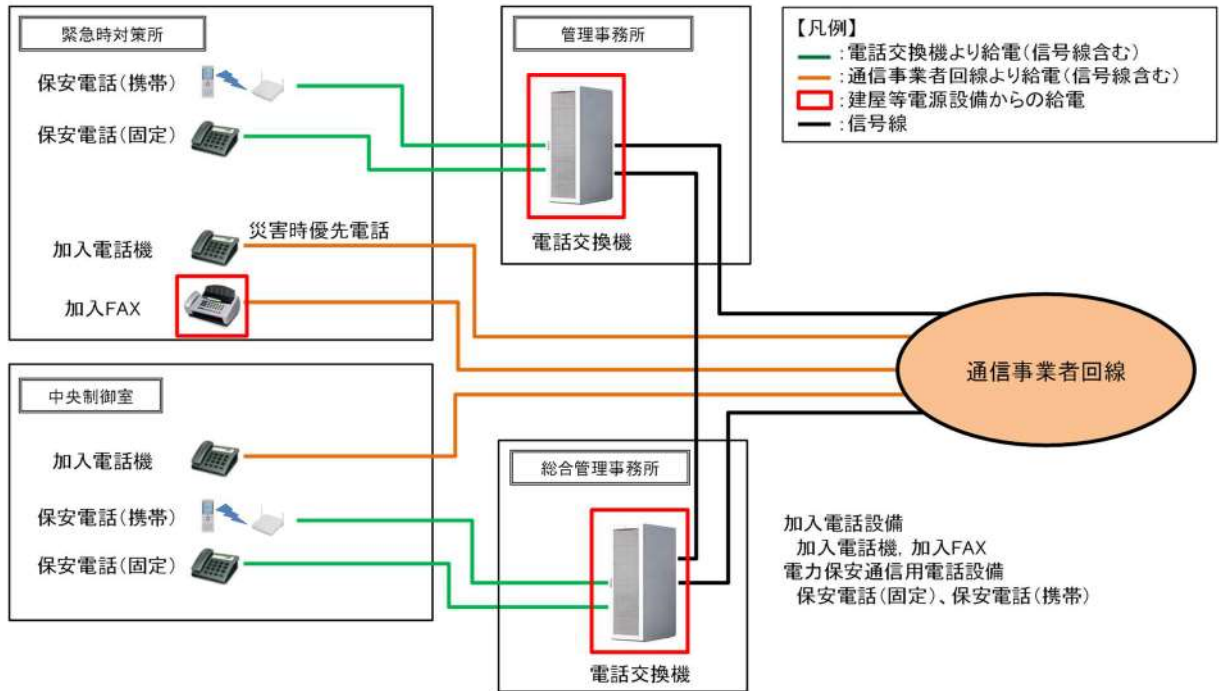 緊急時対策所
保安電話(携帯)
保安電話(固定)
加入電話機
災害時優先電話
加入FAX
管理事務所
電話交換機
【凡例】
:電話交換機より給電(信号線含む)
:通信事業者回線より給電(信号線含む)
:建屋等電源設備からの給電
:信号線
通信事業者回線
中央制御室
加入電話機
保安電話(携帯)
保安電話(固定)
総合管理事務所
電話交換機
加入電話設備
加入電話機, 加入FAX
電力保安通信用電話設備
保安電話(固定)、保安電話(携帯)